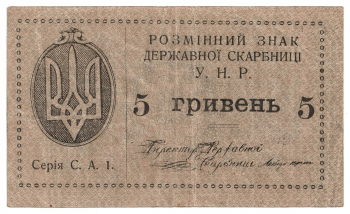 РОЗМІННИЙ ЗНАК
ДЕРЖАВНОЇ СКАРБНИЦІ
У. Н. Р.
5 гривень 5
Директор Державної
Скарбниці
Серія С. А. І.